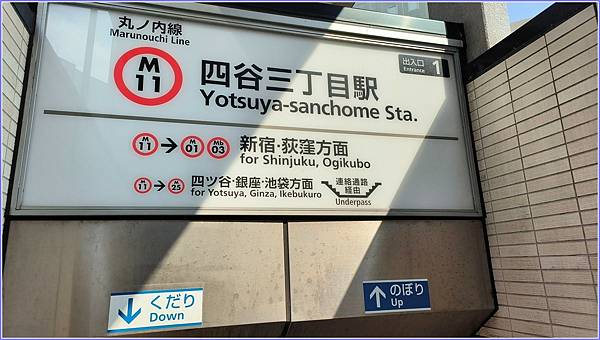 丸ノ内線
Marunouchi Line
M
11
四谷三丁目駅
Yotsuya-sanchome Sta.
出入口
Entrance
1
M
11
→
M
01
Mb
03
新宿・荻窪方面
for Shinjuku, Ogikubo
M
11
→
M
25
四ツ谷・銀座・池袋方面
for Yotsuya, Ginza, Ikebukuro
連絡通路
経由
Underpass
↓ くだり
Down
↑ のぼり
Up